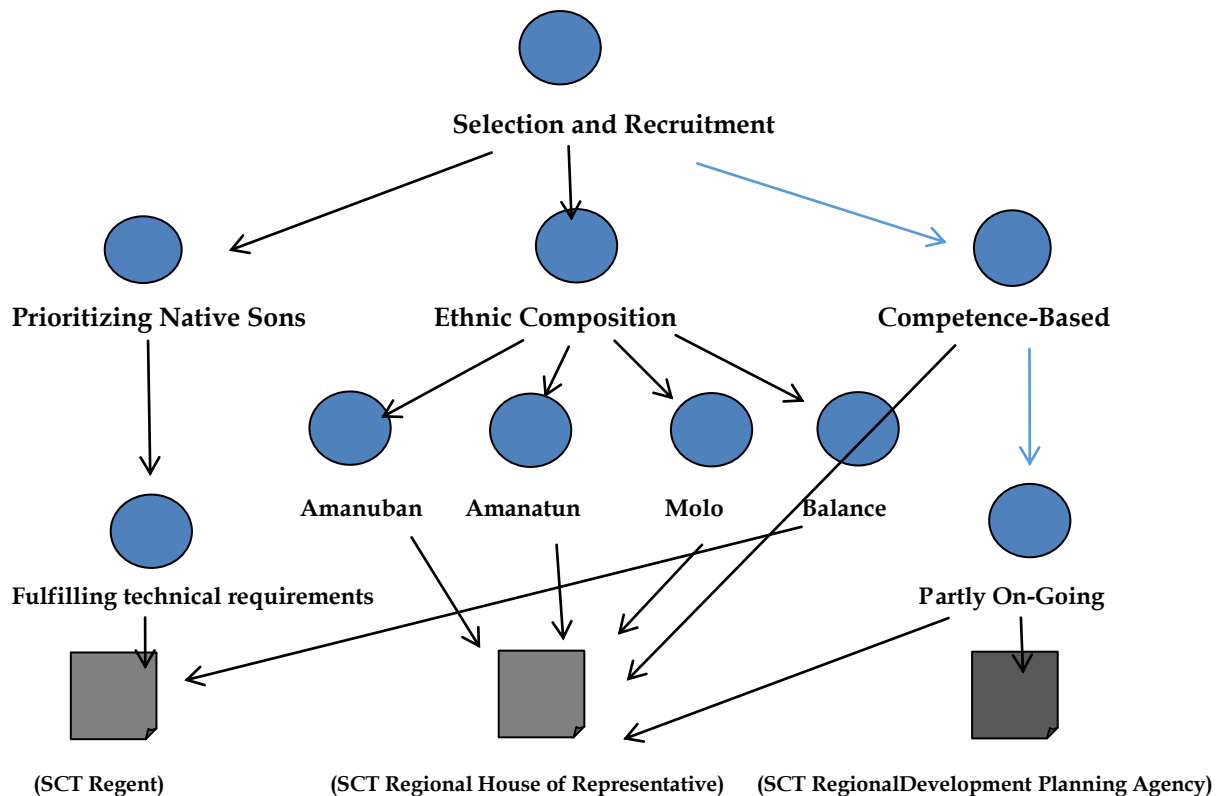 Selection and Recruitment
Prioritizing Native Sons
Ethnic Composition
Competence-Based
Amanuban
Amanatun
Molo
Balance
Fulfilling technical requirements
Partly On-Going
(SCT Regent)
(SCT Regional House of Representative)
(SCT RegionalDevelopment Planning Agency)